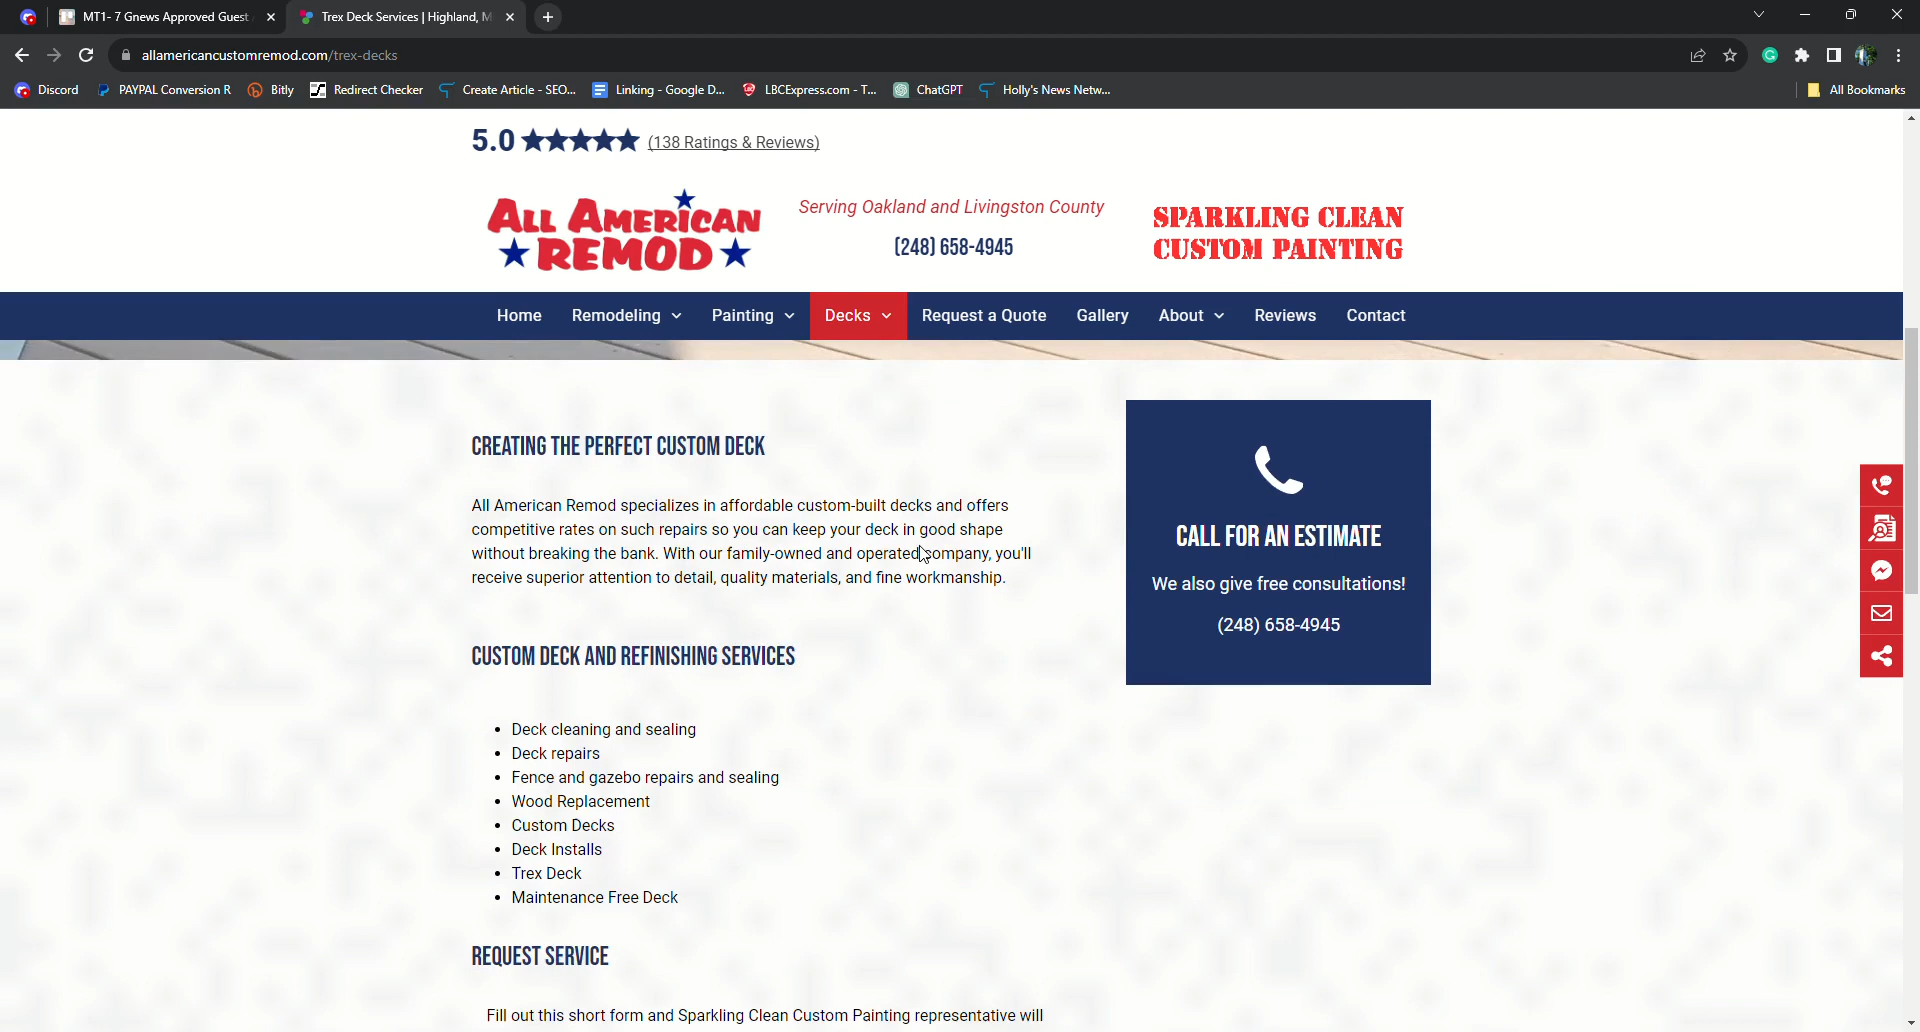 MT1- 7 Gnews Approved Guest
Trex Deck Services | Highland, M
allamericancustomremod.com/trex-decks
Discord
PAYPAL Conversion R
Bitly
Redirect Checker
Create Article - SEO...
Linking - Google D...
LBCExpress.com - T...
ChatGPT
Holly's News Netw...
All Bookmarks
5.0 ★★★★★ (138 Ratings & Reviews)
ALL AMERICAN
REMOD
Serving Oakland and Livingston County
(248) 658-4945
SPARKLING CLEAN
CUSTOM PAINTING
Home
Remodeling
Painting
Decks
Request a Quote
Gallery
About
Reviews
Contact
CREATING THE PERFECT CUSTOM DECK
All American Remod specializes in affordable custom-built decks and offers
competitive rates on such repairs so you can keep your deck in good shape
without breaking the bank. With our family-owned and operated company, you'll
receive superior attention to detail, quality materials, and fine workmanship.
CALL FOR AN ESTIMATE
We also give free consultations!
(248) 658-4945
CUSTOM DECK AND REFINISHING SERVICES
• Deck cleaning and sealing
• Deck repairs
• Fence and gazebo repairs and sealing
• Wood Replacement
• Custom Decks
• Deck Installs
• Trex Deck
• Maintenance Free Deck
REQUEST SERVICE
Fill out this short form and Sparkling Clean Custom Painting representative will